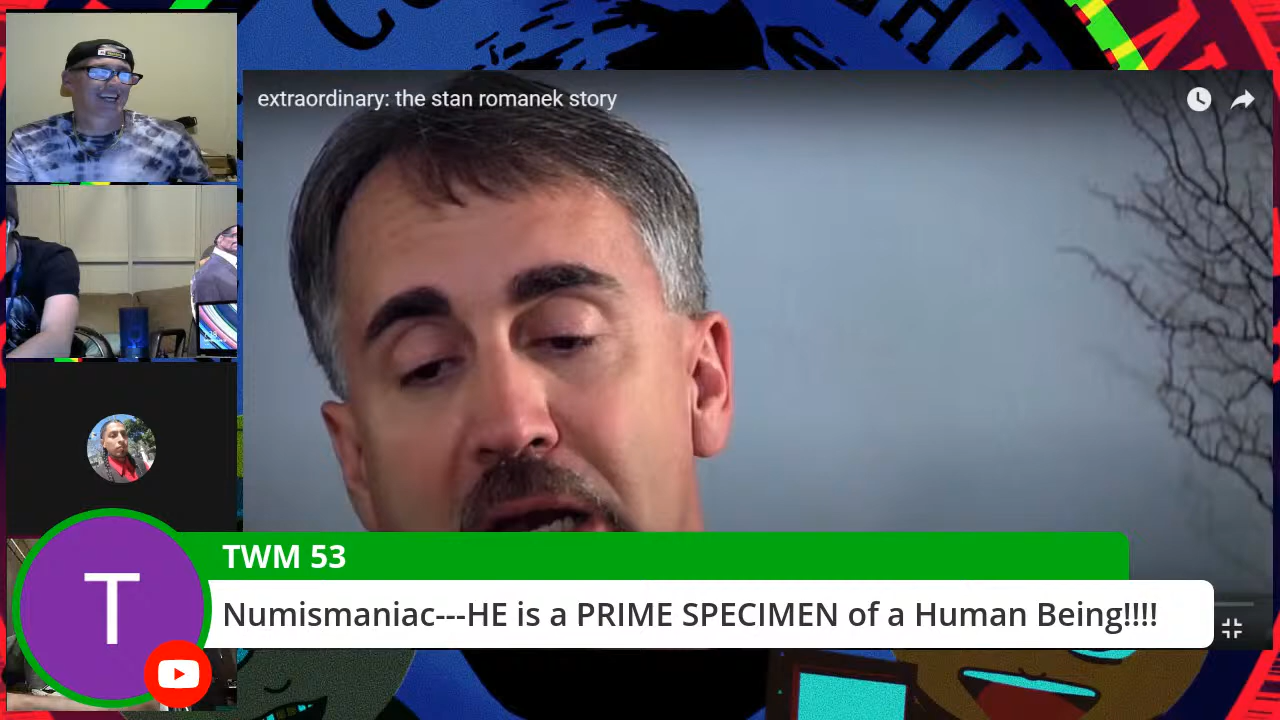 extraordinary: the stan romanek story
TWM 53
T
Numismaniac---HE is a PRIME SPECIMEN of a Human Being!!!!